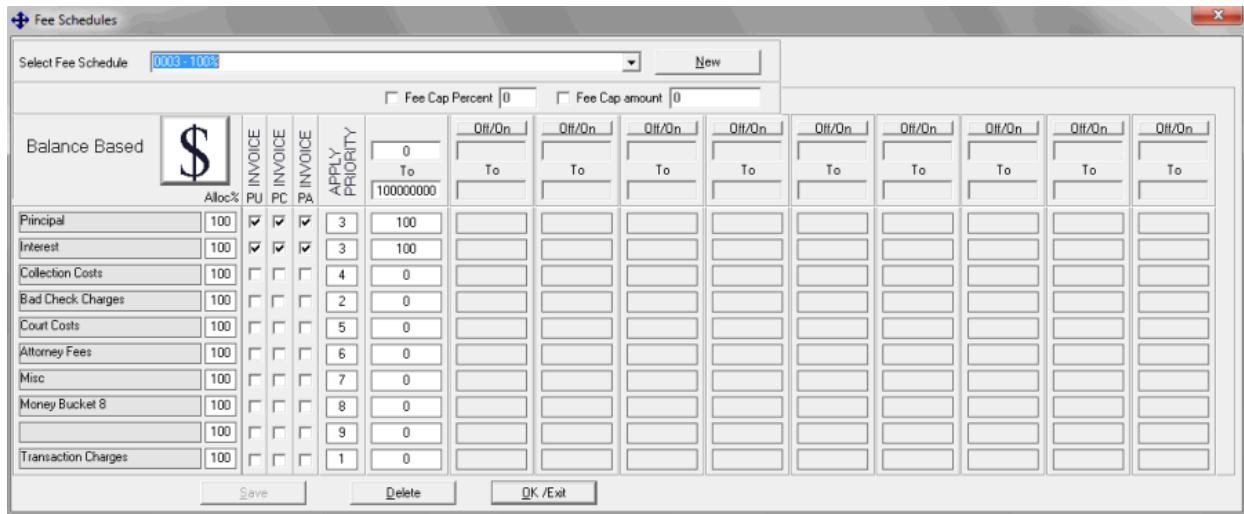 Fee Schedules
Select Fee Schedule 0003 - 100% New
Fee Cap Percent 0 Fee Cap amount 0
Balance Based $ Alloc% PU INVOICE PC INVOICE PA INVOICE APPLY PRIORITY 0 To 100000000
Off/On Off/On Off/On Off/On Off/On Off/On Off/On Off/On Off/On
To To To To To To To To To
Principal 100 3 100
Interest 100 3 100
Collection Costs 100 4 0
Bad Check Charges 100 2 0
Court Costs 100 5 0
Attorney Fees 100 6 0
Misc 100 7 0
Money Bucket 8 100 8 0
100 9 0
Transaction Charges 100 1 0
Save Delete OK /Exit